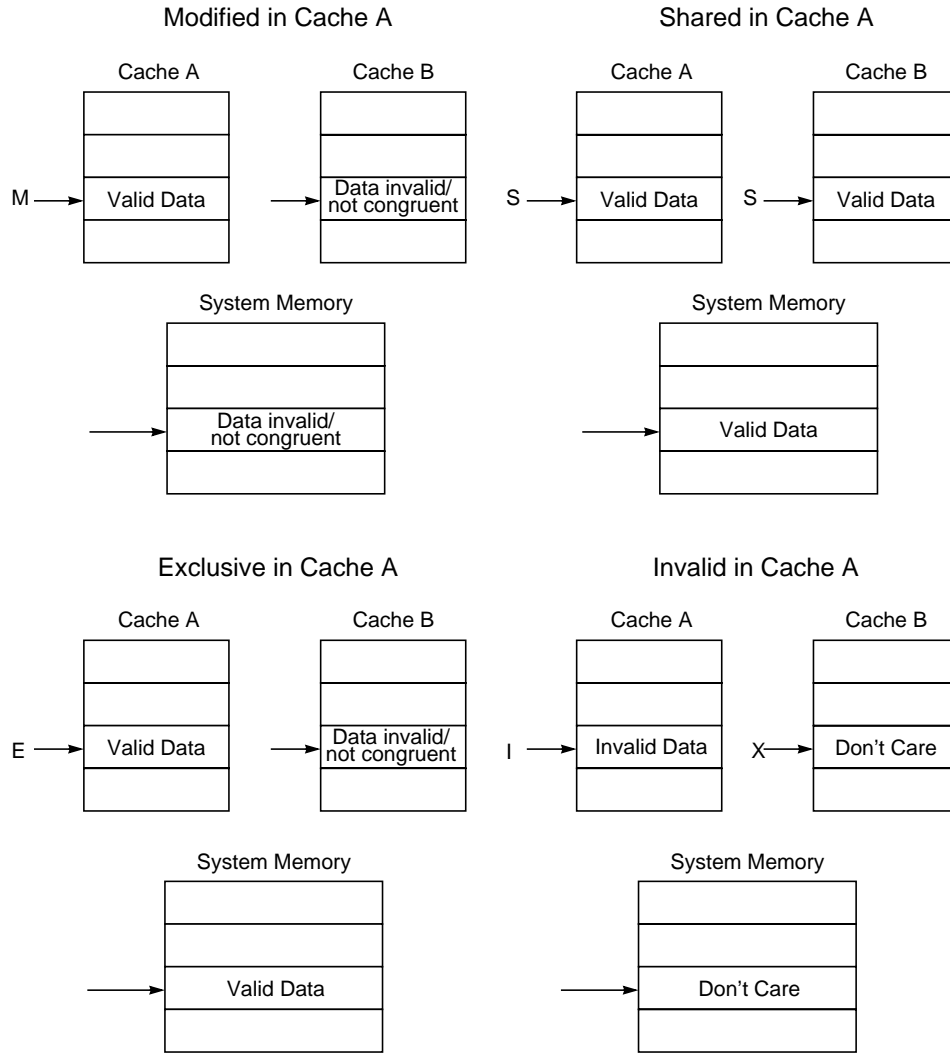 Modified in Cache A
Shared in Cache A
Cache A
Cache B
Cache A
Cache B
M
Valid Data
Data invalid/
not congruent
S
Valid Data
S
Valid Data
System Memory
System Memory
Data invalid/
not congruent
Valid Data
Exclusive in Cache A
Invalid in Cache A
Cache A
Cache B
Cache A
Cache B
E
Valid Data
Data invalid/
not congruent
I
Invalid Data
X
Don't Care
System Memory
System Memory
Valid Data
Don't Care